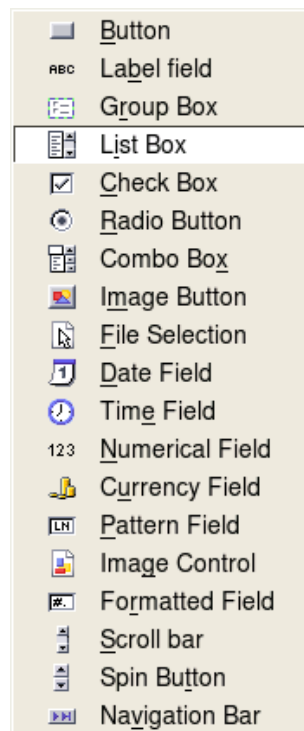 Button
ABC Label field
Group Box
List Box
Check Box
Radio Button
Combo Box
Image Button
File Selection
1 Date Field
Time Field
123 Numerical Field
Currency Field
LN Pattern Field
Image Control
#. Formatted Field
Scroll bar
Spin Button
Navigation Bar